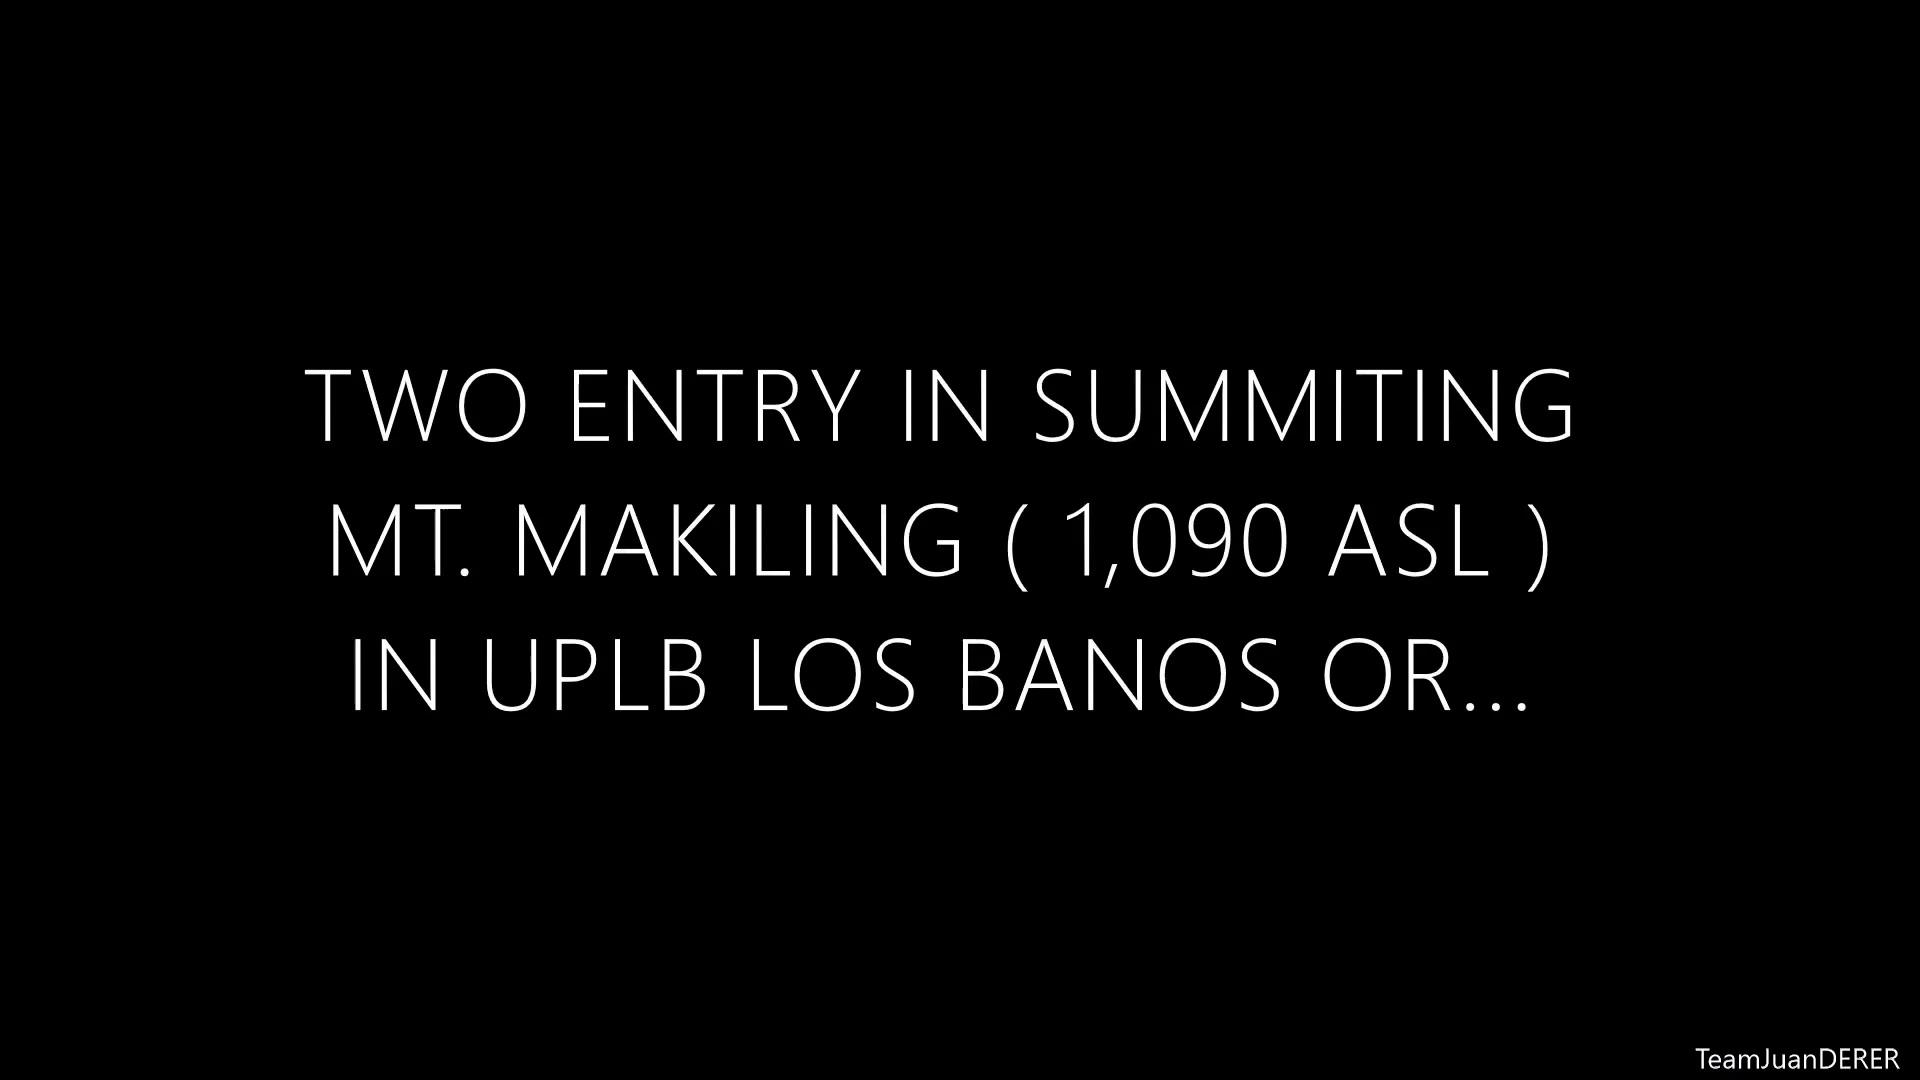 TWO ENTRY IN SUMMITING
MT. MAKILING ( 1,090 ASL )
IN UPLB LOS BANOS OR...
TeamJuanDERER